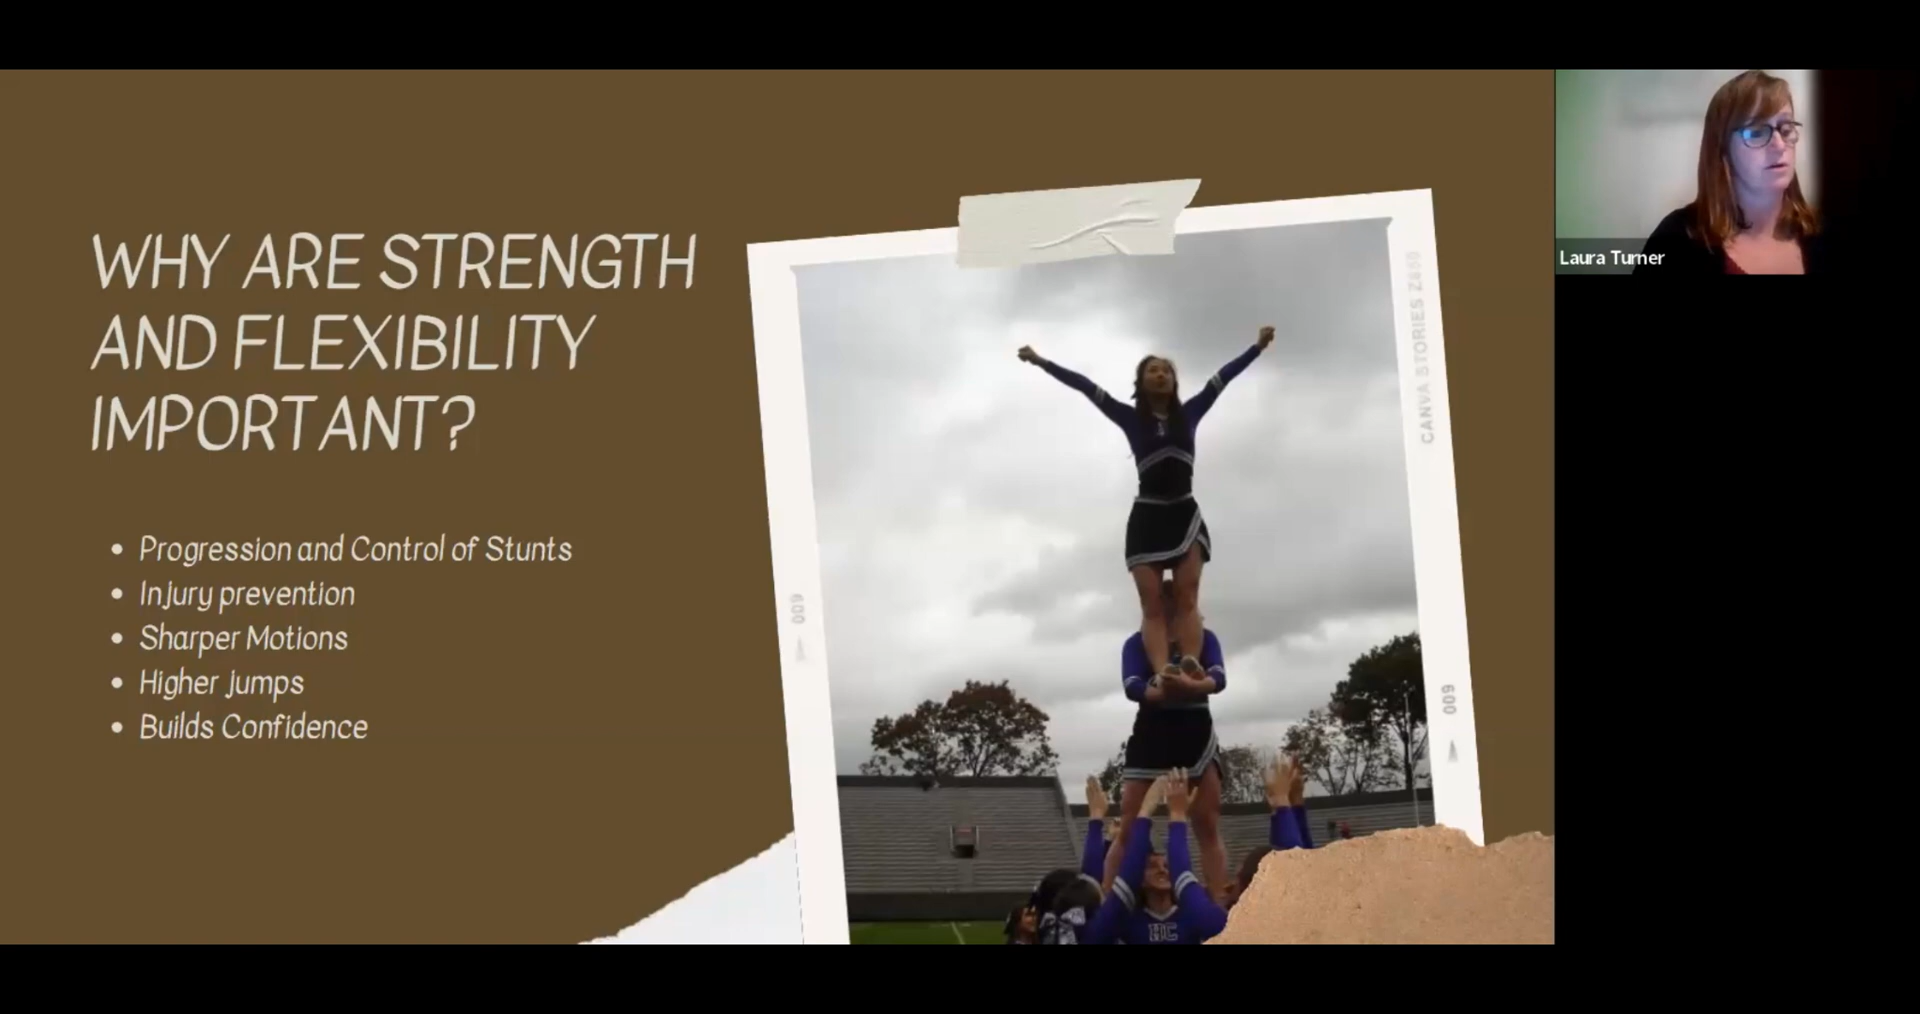 WHY ARE STRENGTH
AND FLEXIBILITY
IMPORTANT?
Progression and Control of Stunts
Injury prevention
Sharper Motions
Higher jumps
Builds Confidence
CANVA STORIES Z859
009
009
HC
Laura Turner